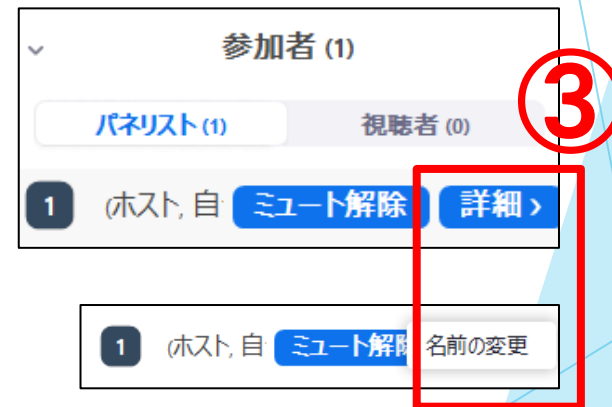 参加者 (1)
③
パネリスト (1) 視聴者 (0)
1 (ホスト, 自 ミュート解除 詳細 >
1 (ホスト, 自 ミュート解除 名前の変更